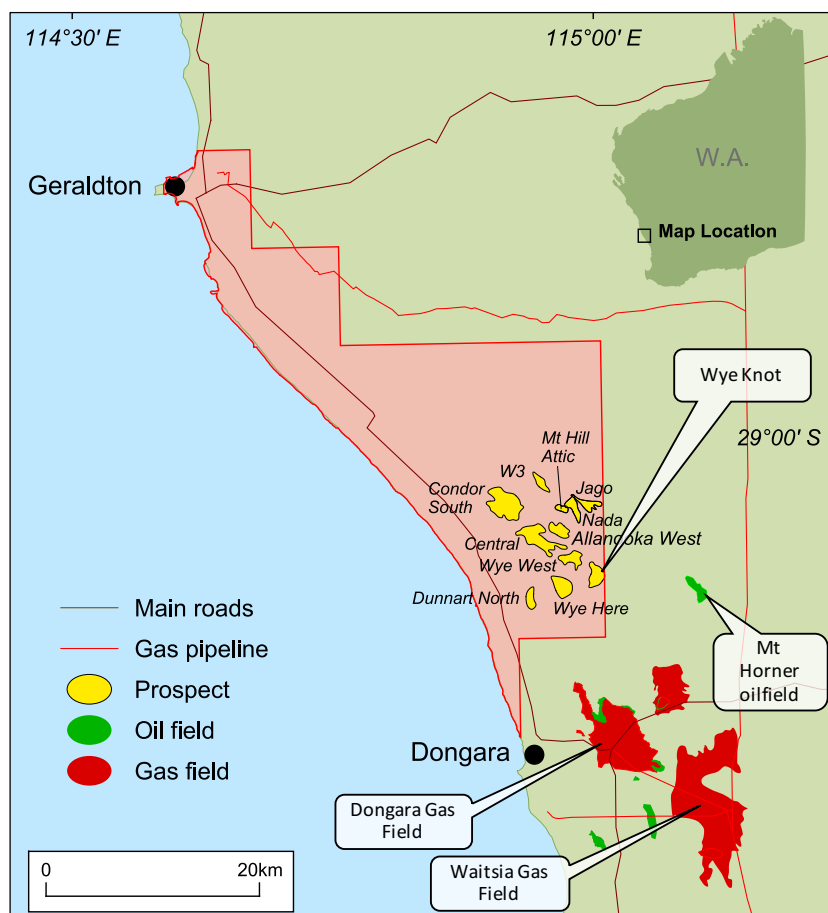 114°30' E
115°00' E
W.A.
Geraldton
Map Location
Wye Knot
29°00' S
Mt Hill
Attic
W3
Jago
Condor
South
Nada
Allanooka West
Central
Wye West
Dunnart North
Wye Here
Main roads
Gas pipeline
Prospect
Oil field
Gas field
Mt
Horner
oilfield
Dongara
Dongara Gas
Field
Waitsia Gas
Field
0
20km